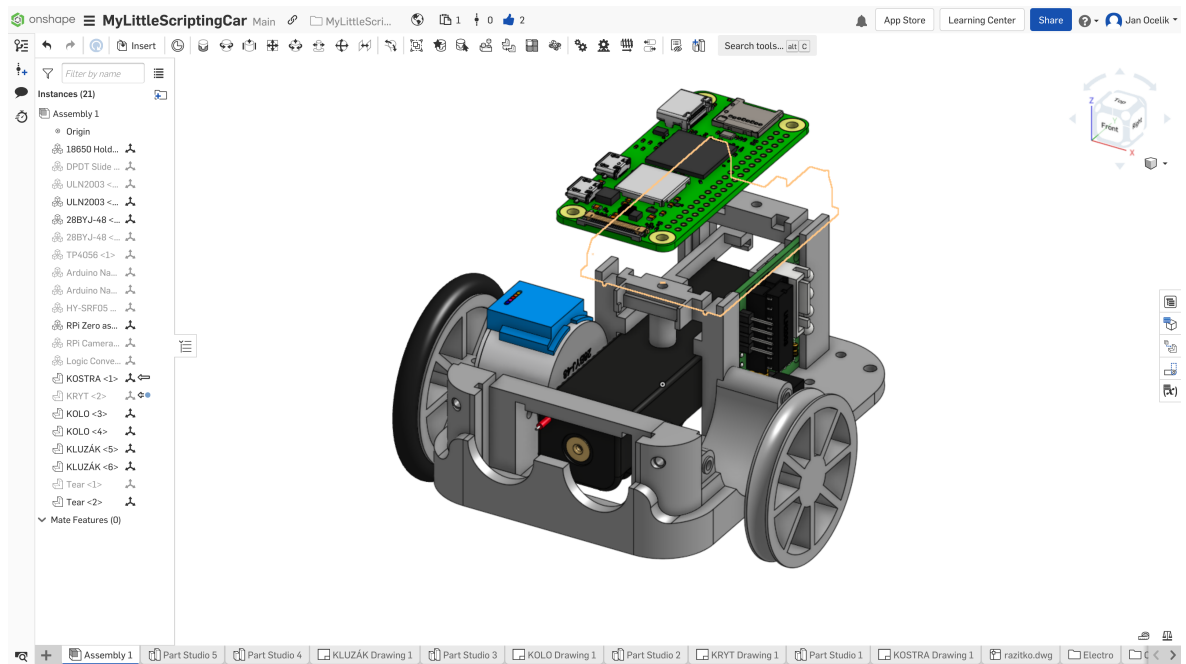 onshape MyLittleScriptingCar Main MyLittleScri... 1 0 2 App Store Learning Center Share Jan Ocelik
Insert Search tools... alt C
Filter by name
Instances (21)
Assembly 1
Origin
18650 Hold...
DPDT Slide ...
ULN2003 <...
ULN2003 <...
28BYJ-48 <...
28BYJ-48 <...
TP4056 <1>
Arduino Na...
Arduino Na...
HY-SRF05 ...
RPi Zero as...
RPi Camera...
Logic Conve...
KOSTRA <1>
KRYT <2>
KOLO <3>
KOLO <4>
KLUZÁK <5>
KLUZÁK <6>
Tear <1>
Tear <2>
Mate Features (0)
Z
Top
Front
Right
X
Assembly 1 Part Studio 5 Part Studio 4 KLUZÁK Drawing 1 Part Studio 3 KOLO Drawing 1 Part Studio 2 KRYT Drawing 1 Part Studio 1 KOSTRA Drawing 1 razitko.dwg Electro